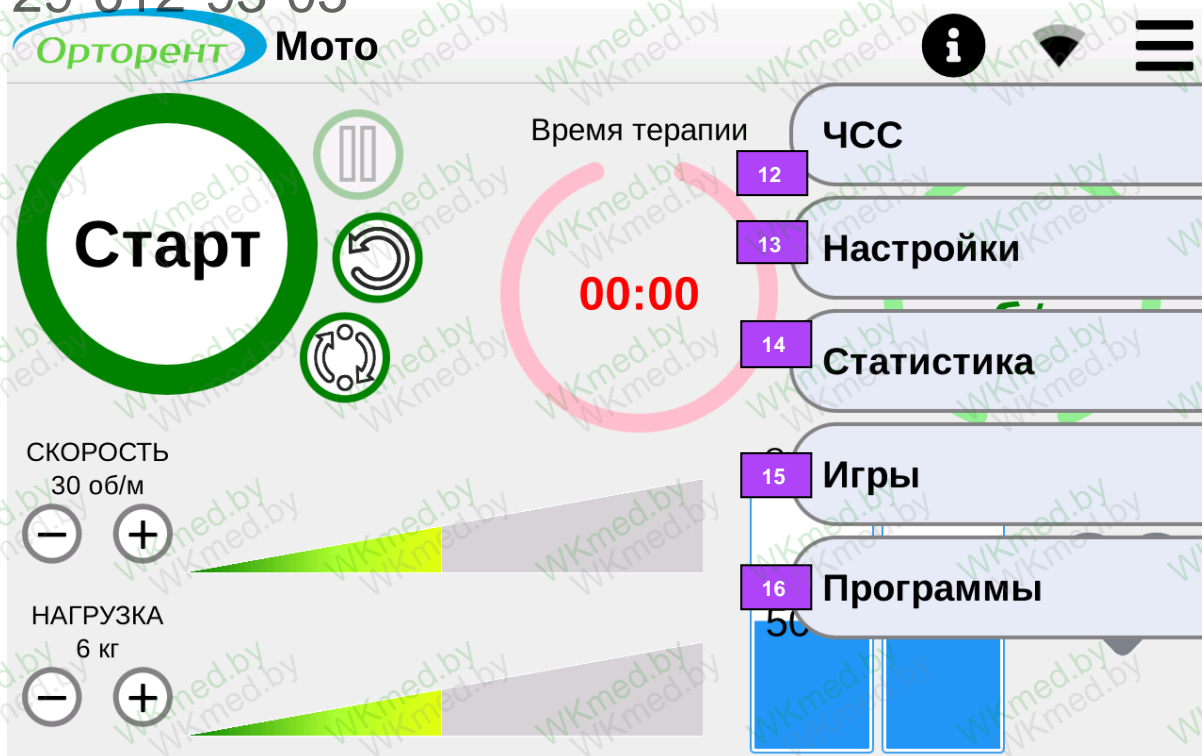 Орторент Мото
Время терапии
ЧСС
12
Старт
13
Настройки
00:00
14
Статистика
СКОРОСТЬ
30 об/м
15
Игры
16
Программы
НАГРУЗКА
6 кг
WKmed.by